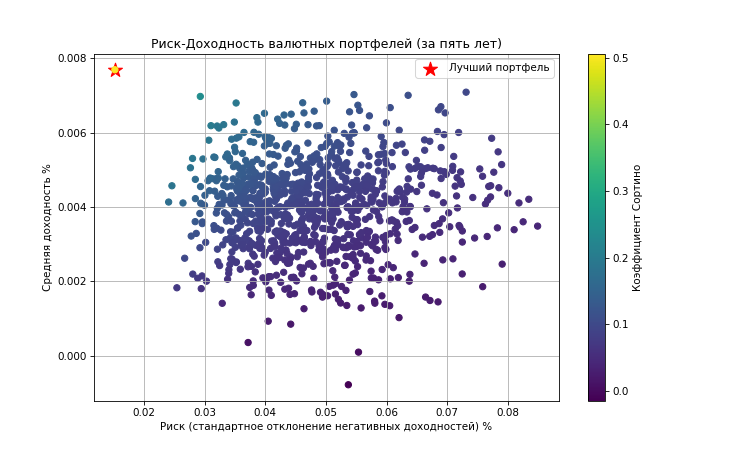 Риск-Доходность валютных портфелей (за пять лет)
Лучший портфель
Средняя доходность %
0.008
0.006
0.004
0.002
0.000
0.02 0.03 0.04 0.05 0.06 0.07 0.08
Риск (стандартное отклонение негативных доходностей) %
0.5
0.4
0.3
0.2
0.1
0.0
Коэффициент Сортино